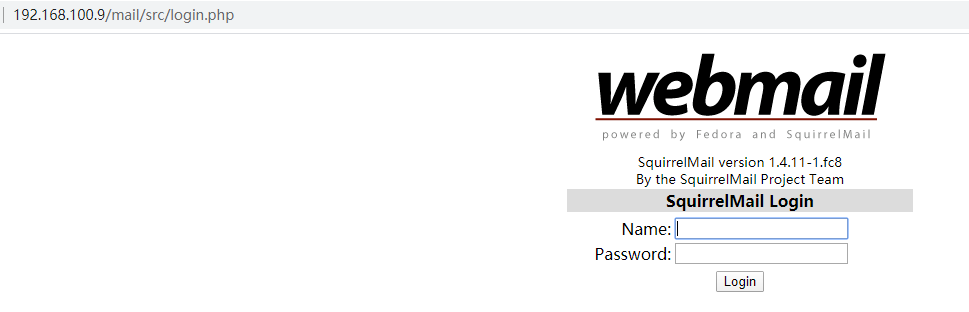 192.168.100.9/mail/src/login.php
webmail
powered by Fedora and SquirrelMail
SquirrelMail version 1.4.11-1.fc8
By the SquirrelMail Project Team
SquirrelMail Login
Name:
Password:
Login